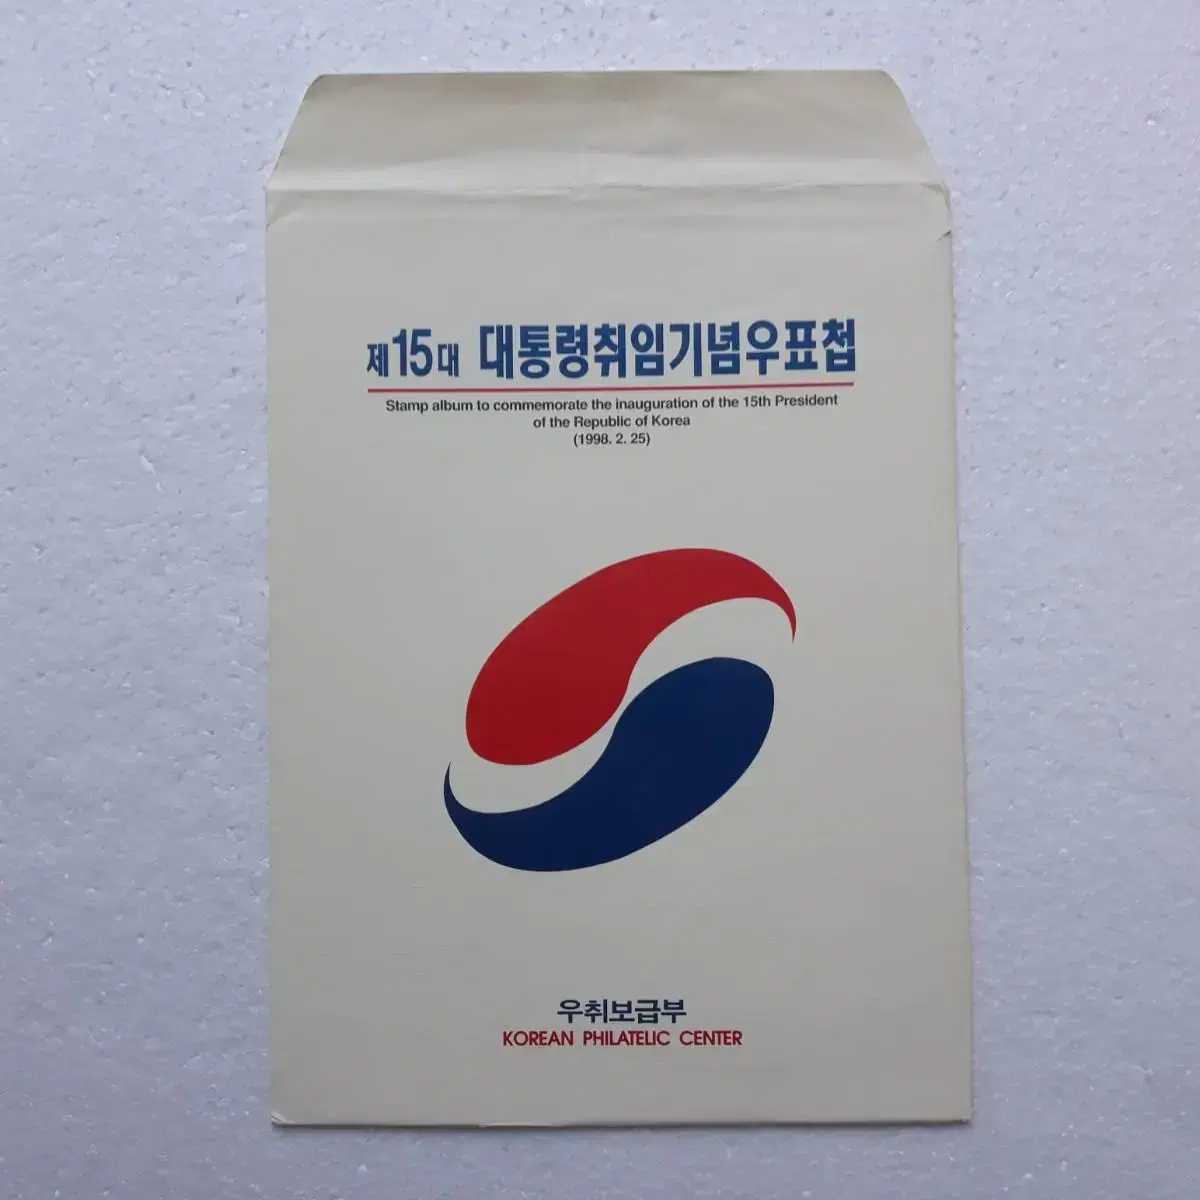 제15대 대통령취임기념우표첩
Stamp album to commemorate the inauguration of the 15th President
of the Republic of Korea
(1998. 2. 25)
우취보급부
KOREAN PHILATELIC CENTER